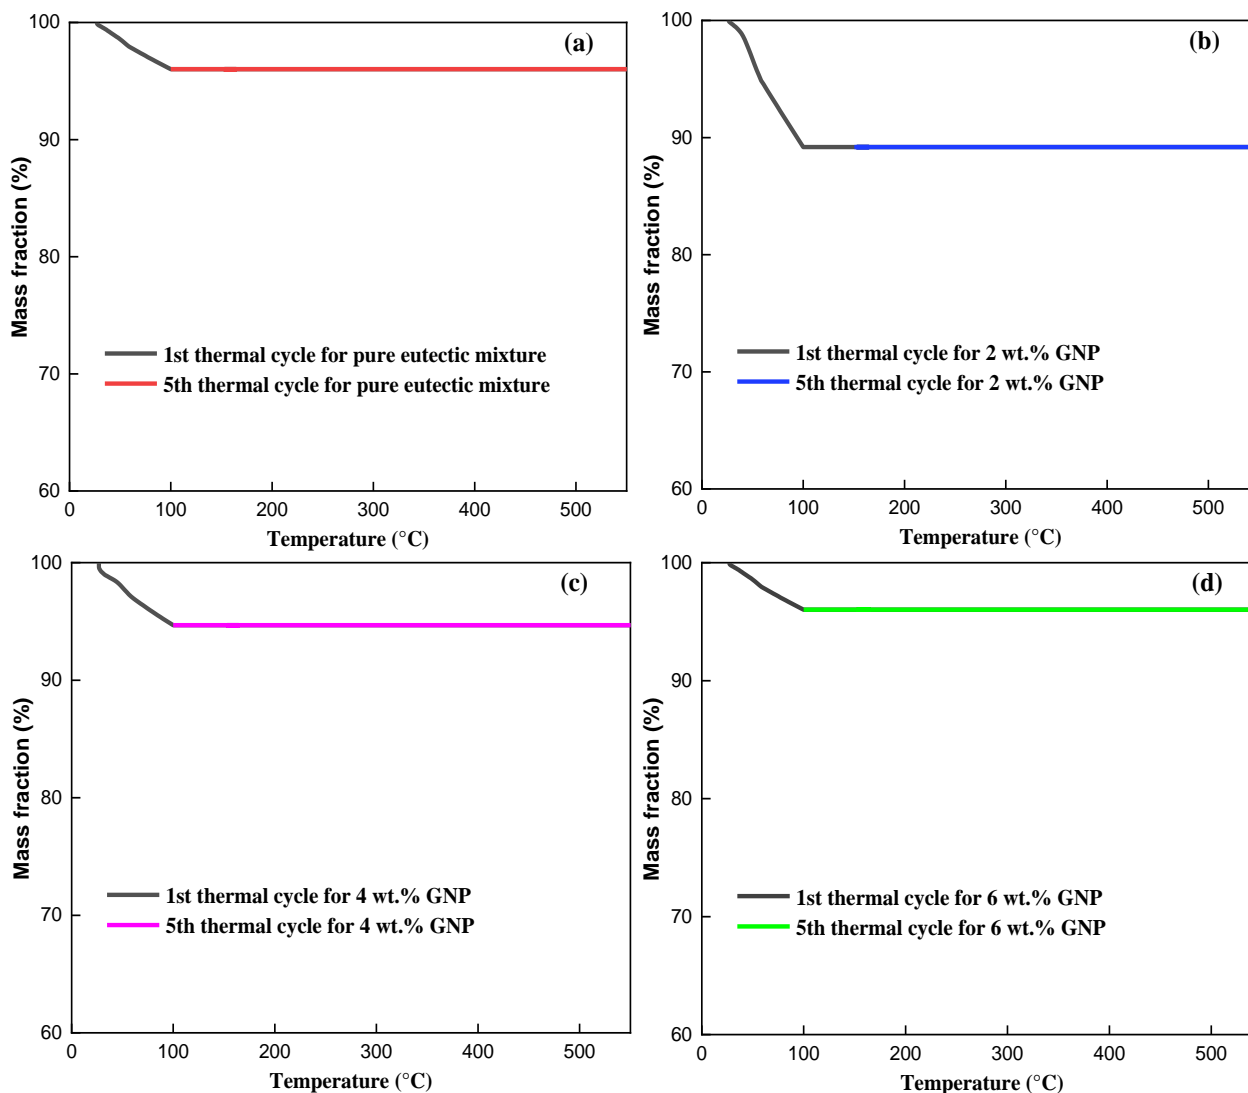 (a)
Mass fraction (%)
100
90
80
70
60
1st thermal cycle for pure eutectic mixture
5th thermal cycle for pure eutectic mixture
0 100 200 300 400 500
Temperature (°C)
(b)
Mass fraction (%)
100
90
80
70
60
1st thermal cycle for 2 wt.% GNP
5th thermal cycle for 2 wt.% GNP
0 100 200 300 400 500
Temperature (°C)
(c)
Mass fraction (%)
100
90
80
70
60
1st thermal cycle for 4 wt.% GNP
5th thermal cycle for 4 wt.% GNP
0 100 200 300 400 500
Temperature (°C)
(d)
Mass fraction (%)
100
90
80
70
60
1st thermal cycle for 6 wt.% GNP
5th thermal cycle for 6 wt.% GNP
0 100 200 300 400 500
Temperature (°C)